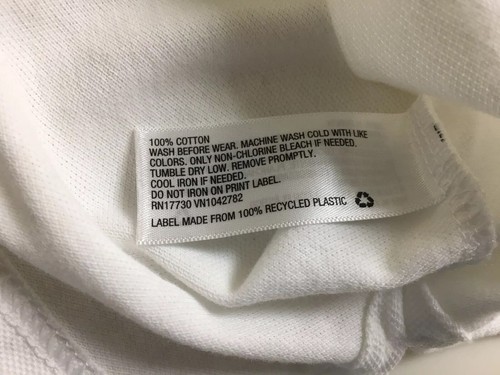 100% COTTON
WASH BEFORE WEAR. MACHINE WASH COLD WITH LIKE
COLORS. ONLY NON-CHLORINE BLEACH IF NEEDED.
TUMBLE DRY LOW. REMOVE PROMPTLY.
COOL IRON IF NEEDED.
DO NOT IRON ON PRINT LABEL.
RN17730 VN1042782
LABEL MADE FROM 100% RECYCLED PLASTIC